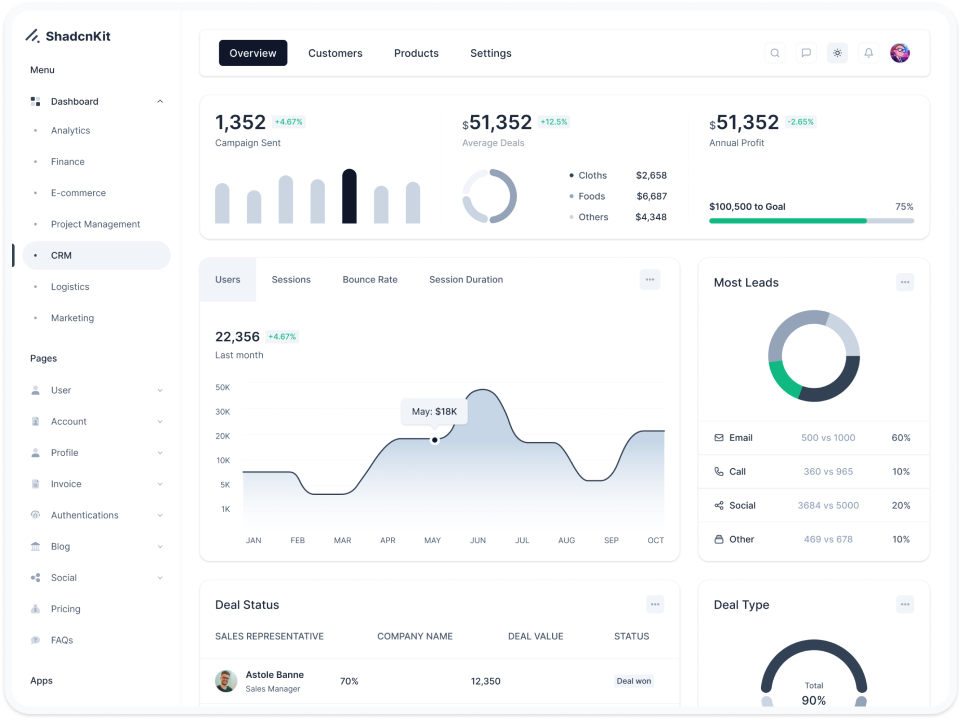 ShadcnKit
Menu
Dashboard
Analytics
Finance
E-commerce
Project Management
CRM
Logistics
Marketing
Pages
User
Account
Profile
Invoice
Authentications
Blog
Social
Pricing
FAQs
Apps
Overview Customers Products Settings
1,352 +4.67%
Campaign Sent
$51,352 +12.5%
Average Deals
Cloths $2,658
Foods $6,687
Others $4,348
$51,352 -2.65%
Annual Profit
$100,500 to Goal 75%
Users Sessions Bounce Rate Session Duration
22,356 +4.67%
Last month
50K
30K
20K
10K
5K
1K
May: $18K
JAN FEB MAR APR MAY JUN JUL AUG SEP OCT
Most Leads
Email 500 vs 1000 60%
Call 360 vs 965 10%
Social 3684 vs 5000 20%
Other 469 vs 678 10%
Deal Status
SALES REPRESENTATIVE COMPANY NAME DEAL VALUE STATUS
Astole Banne
Sales Manager
70% 12,350 Deal won
Deal Type
Total
90%